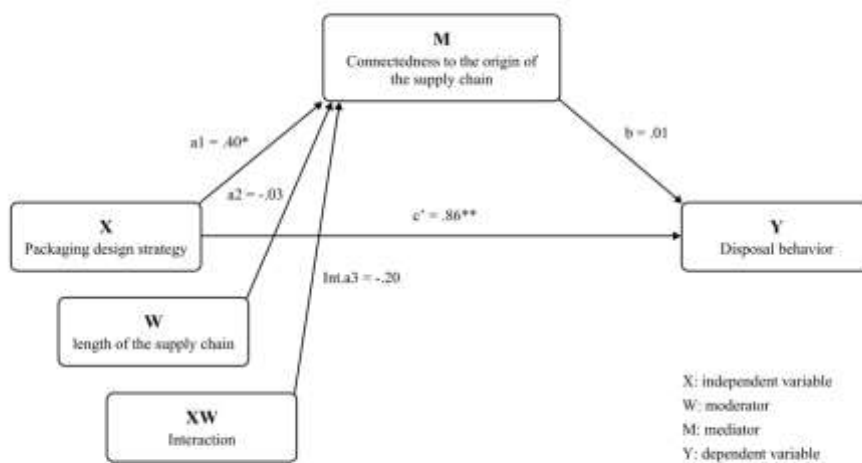 M
Connectedness to the origin of
the supply chain
a1 = .40*
b = .01
a2 = -.03
X
Packaging design strategy
c' = .86**
Y
Disposal behavior
Int.a3 = -.20
W
length of the supply chain
XW
Interaction
X: independent variable
W: moderator
M: mediator
Y: dependent variable